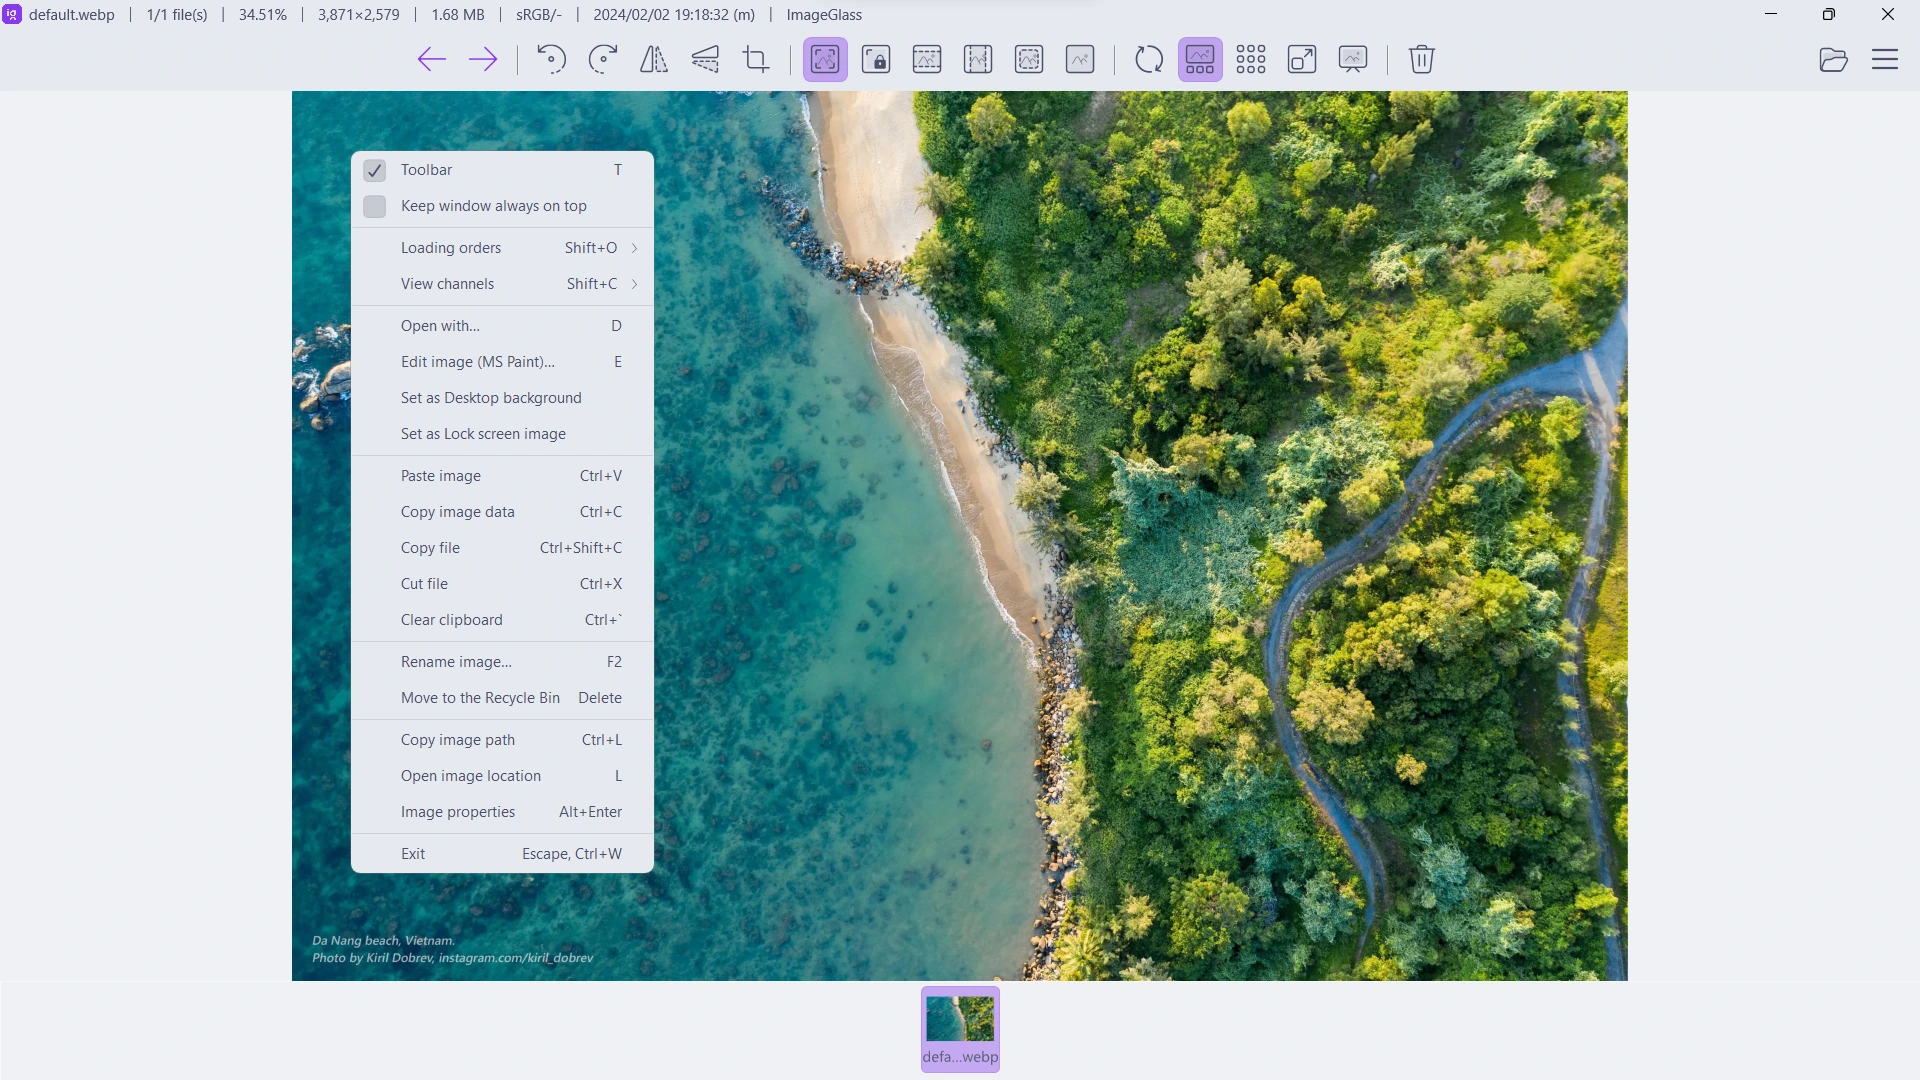 default.webp | 1/1 file(s) | 34.51% | 3,871×2,579 | 1.68 MB | sRGB/- | 2024/02/02 19:18:32 (m) | ImageGlass
Toolbar T
Keep window always on top
Loading orders Shift+O
View channels Shift+C
Open with... D
Edit image (MS Paint)... E
Set as Desktop background
Set as Lock screen image
Paste image Ctrl+V
Copy image data Ctrl+C
Copy file Ctrl+Shift+C
Cut file Ctrl+X
Clear clipboard Ctrl+`
Rename image... F2
Move to the Recycle Bin Delete
Copy image path Ctrl+L
Open image location L
Image properties Alt+Enter
Exit Escape, Ctrl+W
Da Nang beach, Vietnam.
Photo by Kiril Dobrev, instagram.com/kiril_dobrev
defa...webp